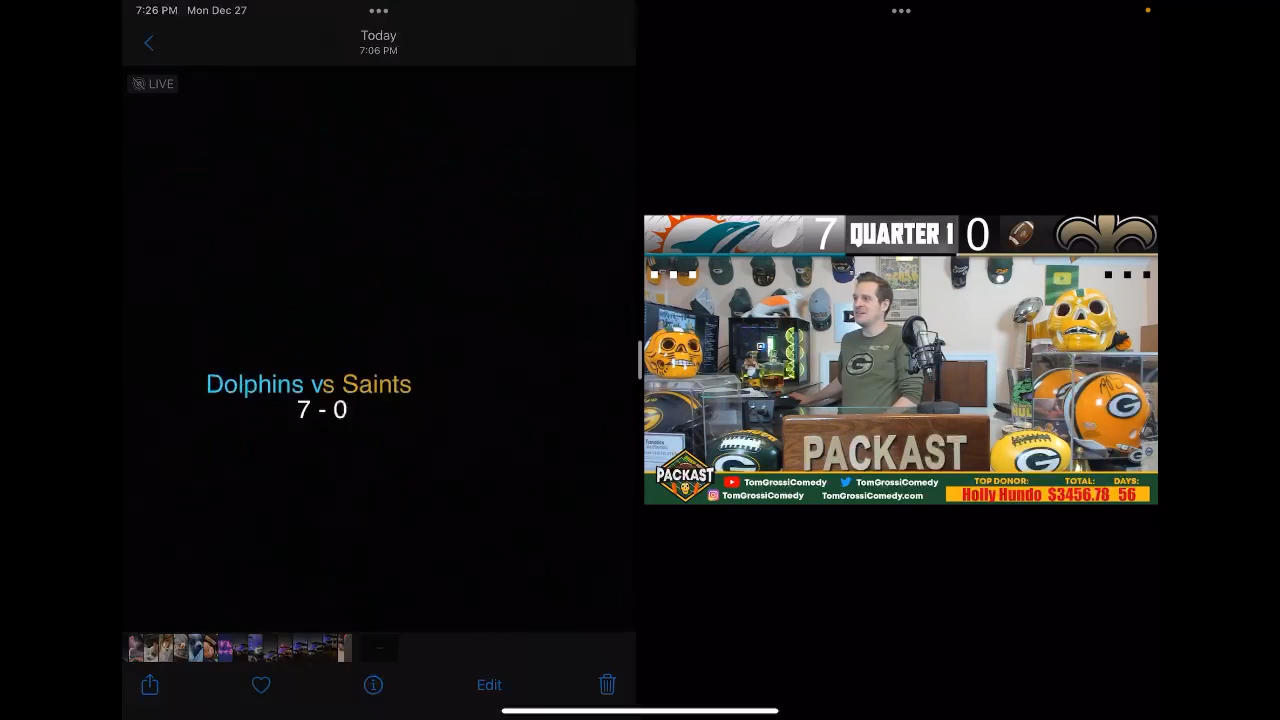 7:26 PM Mon Dec 27
Today
7:06 PM
LIVE
Dolphins vs Saints
7 - 0
Edit
7 QUARTER 1 0
PACKAST
PACKAST
TomGrossiComedy
TomGrossiComedy
TomGrossiComedy
TomGrossiComedy.com
TOP DONOR: TOTAL: DAYS:
Holly Hundo $3456.78 56